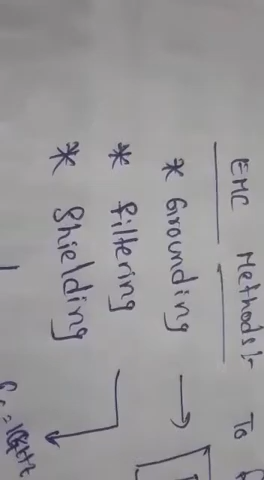 EMC Methods:- To
* Grounding →
* filtering
* Shielding